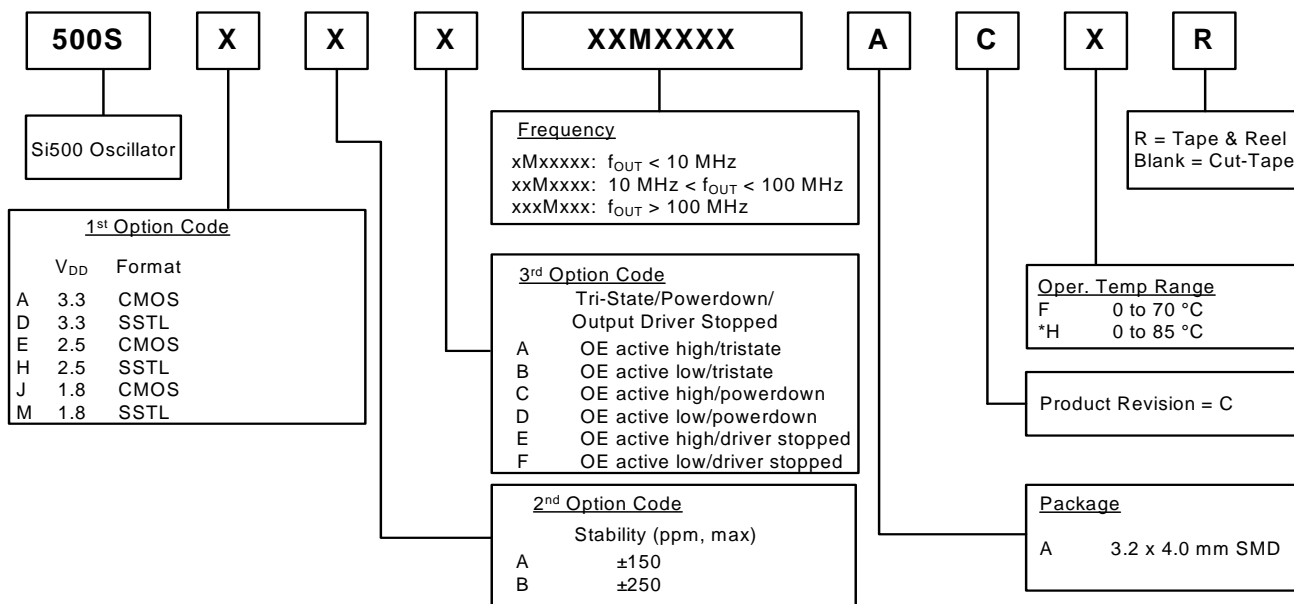 500S X X X XXMXXXX A C X R
Si500 Oscillator
1st Option Code
VDD Format
A 3.3 CMOS
D 3.3 SSTL
E 2.5 CMOS
H 2.5 SSTL
J 1.8 CMOS
M 1.8 SSTL
Frequency
xMxxxxx: fOUT < 10 MHz
xxMxxxx: 10 MHz < fOUT < 100 MHz
xxxMxxx: fOUT > 100 MHz
3rd Option Code
Tri-State/Powerdown/
Output Driver Stopped
A OE active high/tristate
B OE active low/tristate
C OE active high/powerdown
D OE active low/powerdown
E OE active high/driver stopped
F OE active low/driver stopped
2nd Option Code
Stability (ppm, max)
A ±150
B ±250
R = Tape & Reel
Blank = Cut-Tape
Oper. Temp Range
F 0 to 70 °C
*H 0 to 85 °C
Product Revision = C
Package
A 3.2 x 4.0 mm SMD